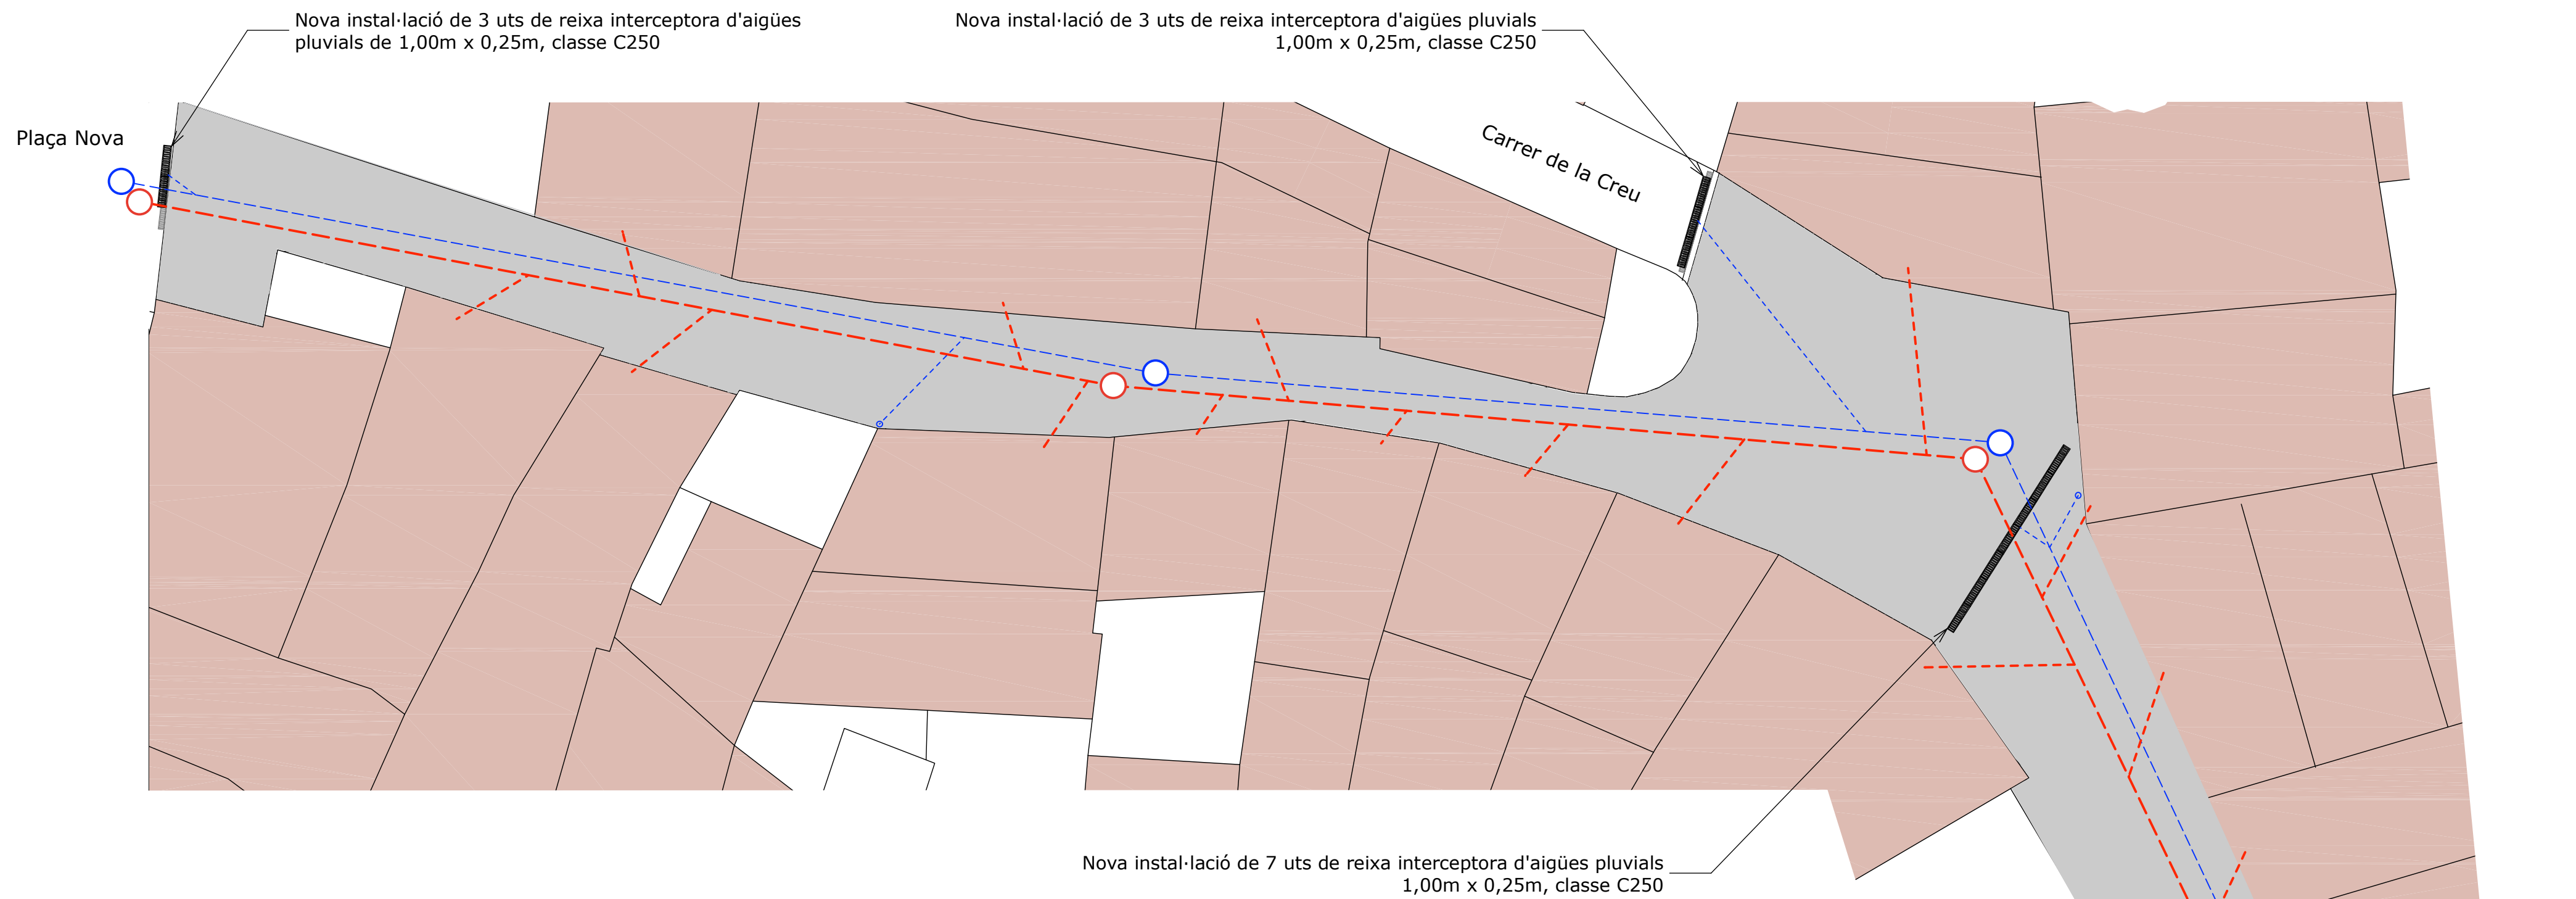 Nova instal·lació de 3 uts de reixa interceptora d'aigües
pluvials de 1,00m x 0,25m, classe C250
Nova instal·lació de 3 uts de reixa interceptora d'aigües pluvials
1,00m x 0,25m, classe C250
Plaça Nova
Carrer de la Creu
Nova instal·lació de 7 uts de reixa interceptora d'aigües pluvials
1,00m x 0,25m, classe C250